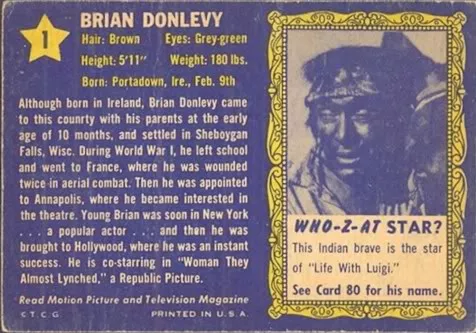 1
BRIAN DONLEVY
Hair: Brown Eyes: Grey-green
Height: 5'11" Weight: 180 lbs.
Born: Portadown, Ire., Feb. 9th
Although born in Ireland, Brian Donlevy came
to this counrty with his parents at the early
age of 10 months, and settled in Sheboygan
Falls, Wisc. During World War I, he left school
and went to France, where he was wounded
twice in aerial combat. Then he was appointed
to Annapolis, where he became interested in
the theatre. Young Brian was soon in New York
. . . a popular actor . . . and then he was
brought to Hollywood, where he was an instant
success. He is co-starring in "Woman They
Almost Lynched," a Republic Picture.
Read Motion Picture and Television Magazine
C.T.C.G. PRINTED IN U.S.A.
WHO-Z-AT STAR?
This Indian brave is the star
of "Life With Luigi."
See Card 80 for his name.